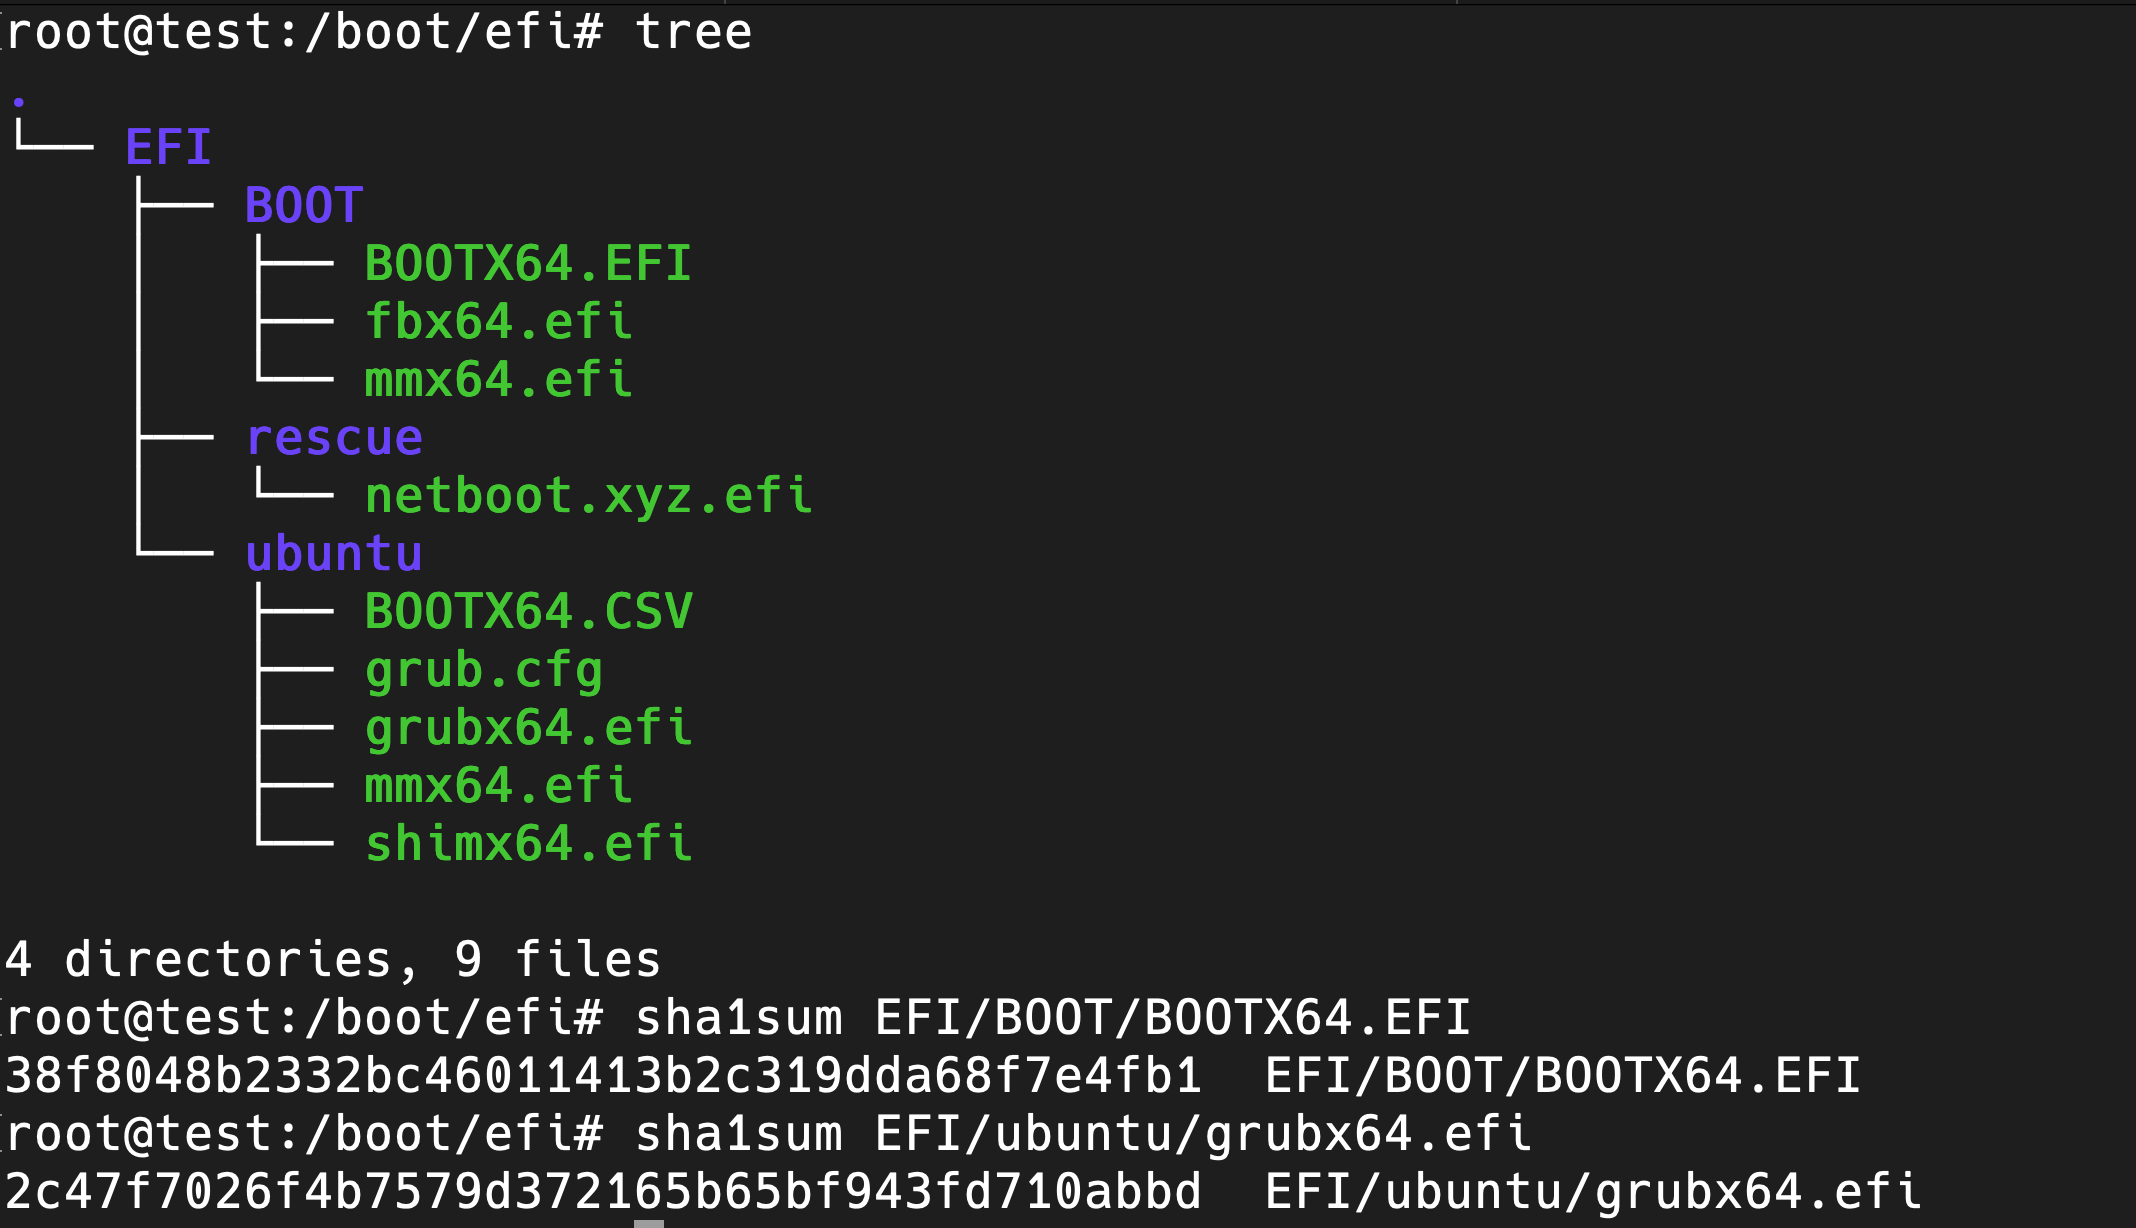 root@test:/boot/efi# tree
.
└── EFI
    ├── BOOT
    │   ├── BOOTX64.EFI
    │   ├── fbx64.efi
    │   └── mmx64.efi
    ├── rescue
    │   └── netboot.xyz.efi
    └── ubuntu
        ├── BOOTX64.CSV
        ├── grub.cfg
        ├── grubx64.efi
        ├── mmx64.efi
        └── shimx64.efi

4 directories, 9 files
root@test:/boot/efi# sha1sum EFI/BOOT/BOOTX64.EFI
38f8048b2332bc46011413b2c319dda68f7e4fb1  EFI/BOOT/BOOTX64.EFI
root@test:/boot/efi# sha1sum EFI/ubuntu/grubx64.efi
2c47f7026f4b7579d372165b65bf943fd710abbd  EFI/ubuntu/grubx64.efi